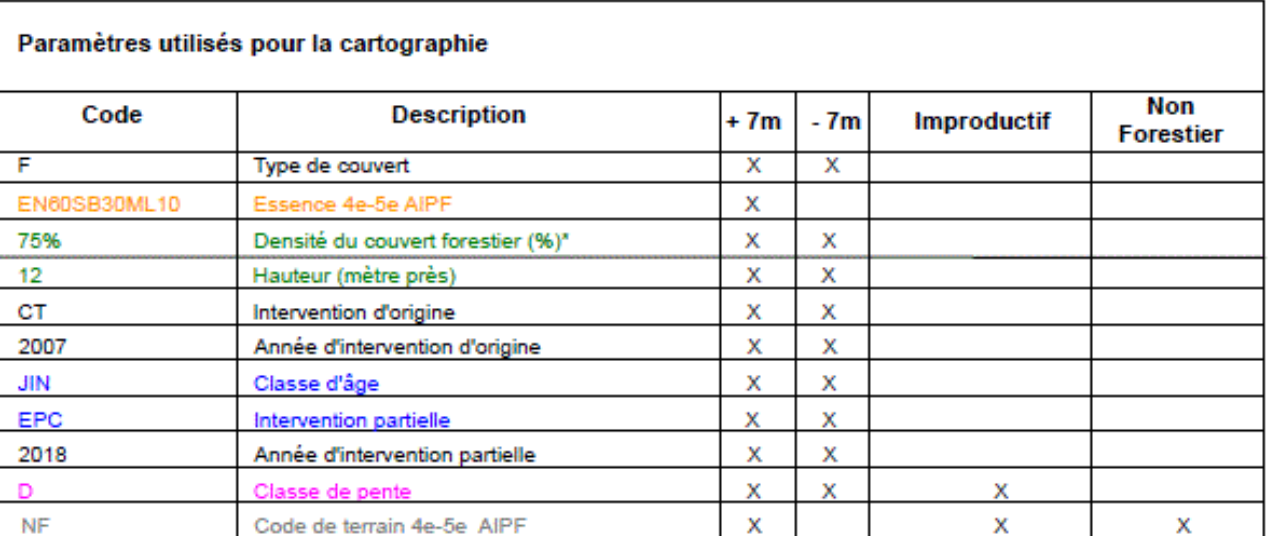 Paramètres utilisés pour la cartographie
Code Description + 7m - 7m Improductif Non Forestier
F Type de couvert X X
EN60SB30ML10 Essence 4e-5e AIPF X
75% Densité du couvert forestier (%)* X X
12 Hauteur (mètre près) X X
CT Intervention d'origine X X
2007 Année d'intervention d'origine X X
JIN Classe d'âge X X
EPC Intervention partielle X X
2018 Année d'intervention partielle X X
D Classe de pente X X X
NF Code de terrain 4e-5e AIPF X X X